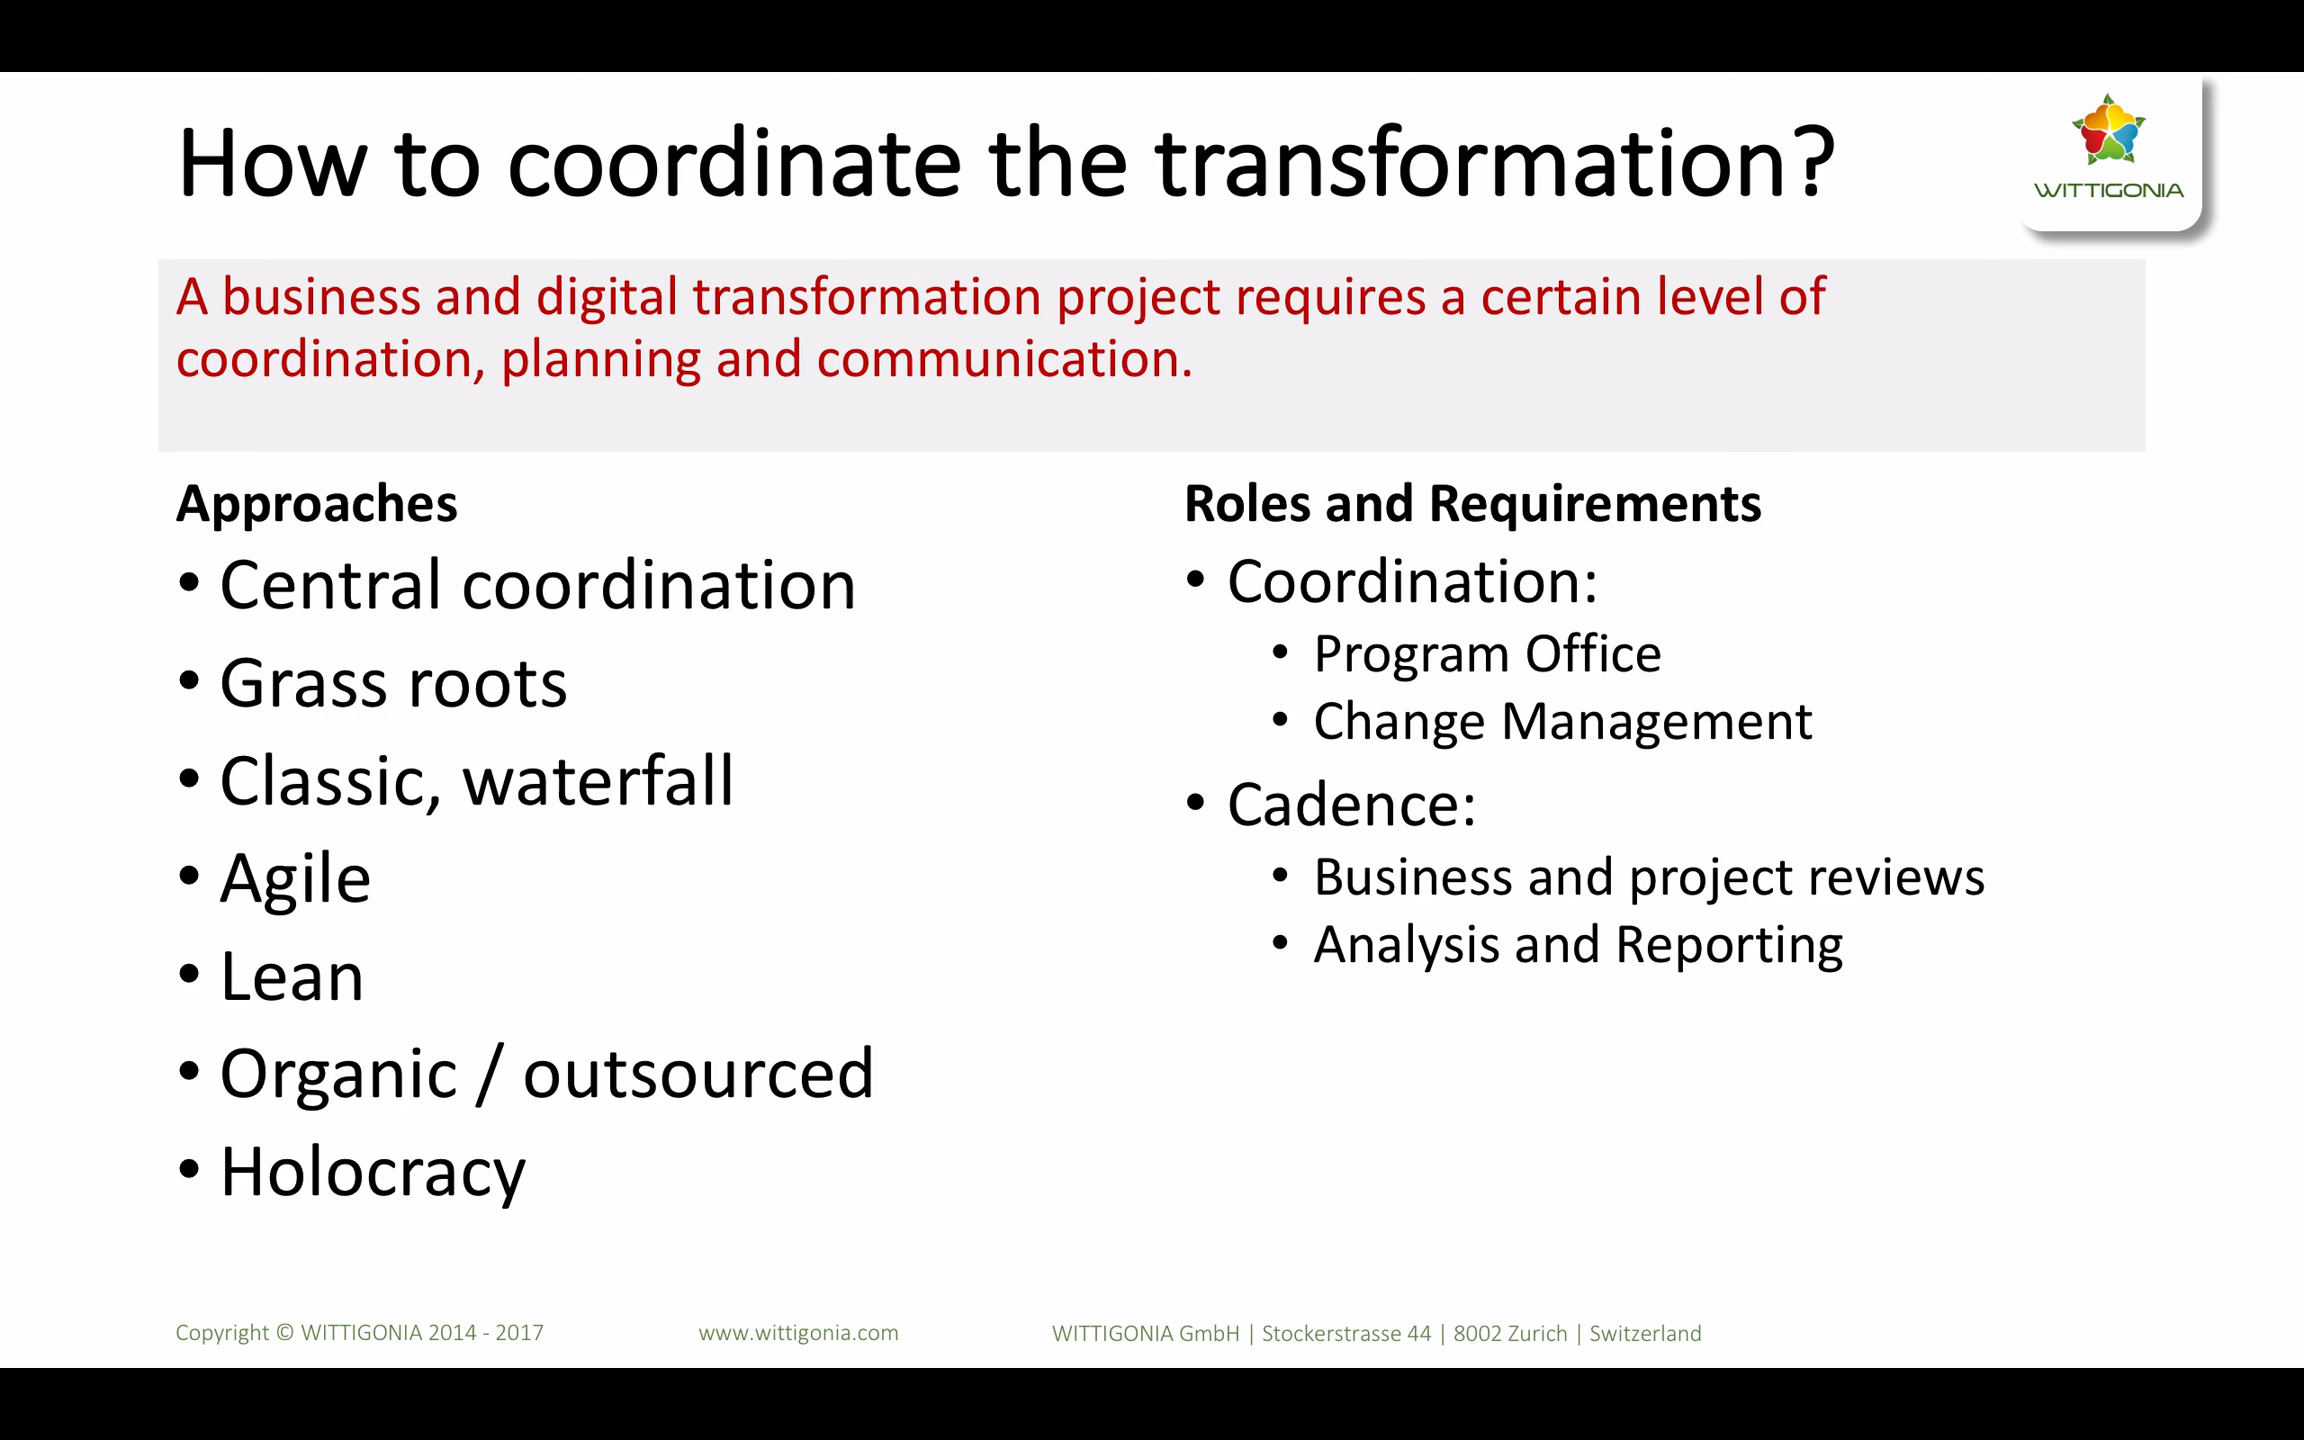 How to coordinate the transformation?
WITTIGONIA
A business and digital transformation project requires a certain level of
coordination, planning and communication.
Approaches
• Central coordination
• Grass roots
• Classic, waterfall
• Agile
• Lean
• Organic / outsourced
• Holocracy
Roles and Requirements
• Coordination:
• Program Office
• Change Management
• Cadence:
• Business and project reviews
• Analysis and Reporting
Copyright © WITTIGONIA 2014 - 2017
www.wittigonia.com
WITTIGONIA GmbH | Stockerstrasse 44 | 8002 Zurich | Switzerland